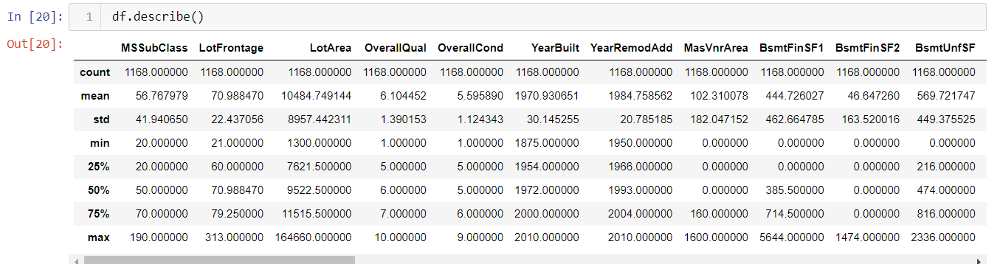 In [20]: 1 df.describe()
Out[20]:
MSSubClass LotFrontage LotArea OverallQual OverallCond YearBuilt YearRemodAdd MasVnrArea BsmtFinSF1 BsmtFinSF2 BsmtUnfSF
count 1168.000000 1168.000000 1168.000000 1168.000000 1168.000000 1168.000000 1168.000000 1168.000000 1168.000000 1168.000000 1168.000000
mean 56.767979 70.988470 10484.749144 6.104452 5.595890 1970.930651 1984.758562 102.310078 444.726027 46.647260 569.721747
std 41.940650 22.437056 8957.442311 1.390153 1.124343 30.145255 20.785185 182.047152 462.664785 163.520016 449.375525
min 20.000000 21.000000 1300.000000 1.000000 1.000000 1875.000000 1950.000000 0.000000 0.000000 0.000000 0.000000
25% 20.000000 60.000000 7621.500000 5.000000 5.000000 1954.000000 1966.000000 0.000000 0.000000 0.000000 216.000000
50% 50.000000 70.988470 9522.500000 6.000000 5.000000 1972.000000 1993.000000 0.000000 385.500000 0.000000 474.000000
75% 70.000000 79.250000 11515.500000 7.000000 6.000000 2000.000000 2004.000000 160.000000 714.500000 0.000000 816.000000
max 190.000000 313.000000 164660.000000 10.000000 9.000000 2010.000000 2010.000000 1600.000000 5644.000000 1474.000000 2336.000000